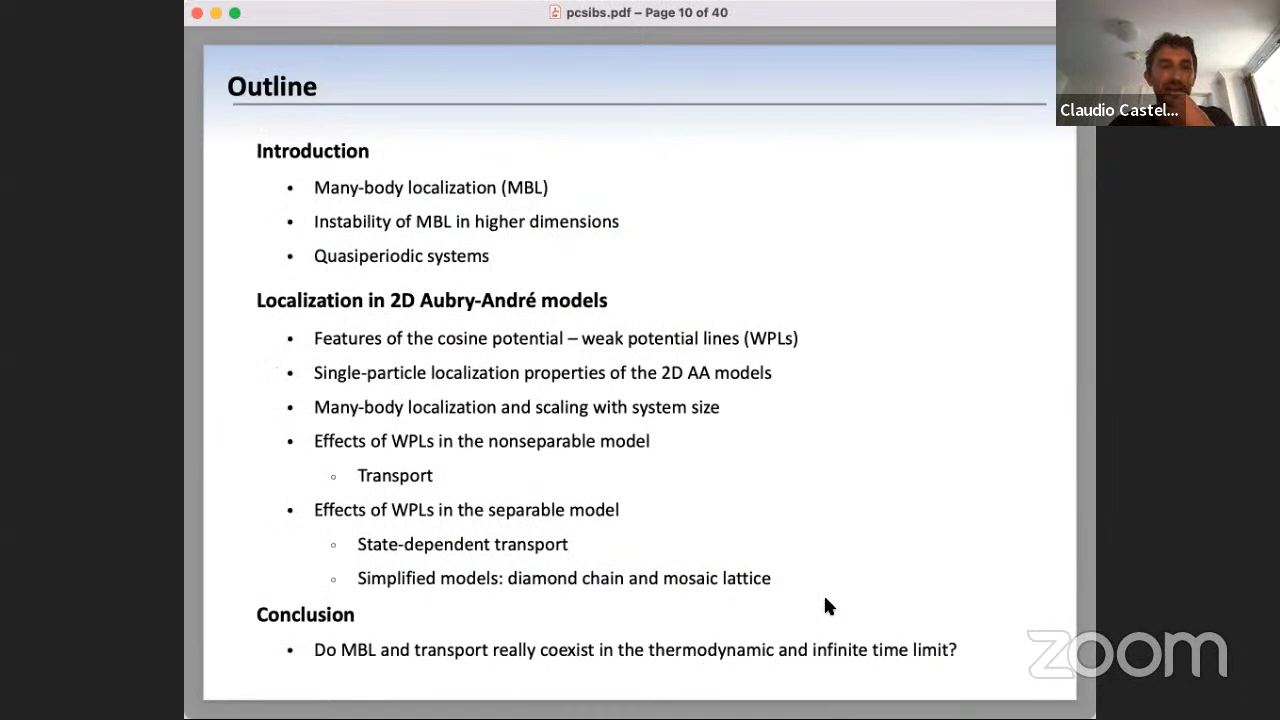 pcsibs.pdf – Page 10 of 40
Outline
Claudio Castel...
Introduction
• Many-body localization (MBL)
• Instability of MBL in higher dimensions
• Quasiperiodic systems
Localization in 2D Aubry-André models
• Features of the cosine potential – weak potential lines (WPLs)
• Single-particle localization properties of the 2D AA models
• Many-body localization and scaling with system size
• Effects of WPLs in the nonseparable model
○ Transport
• Effects of WPLs in the separable model
○ State-dependent transport
○ Simplified models: diamond chain and mosaic lattice
Conclusion
• Do MBL and transport really coexist in the thermodynamic and infinite time limit?
zoom